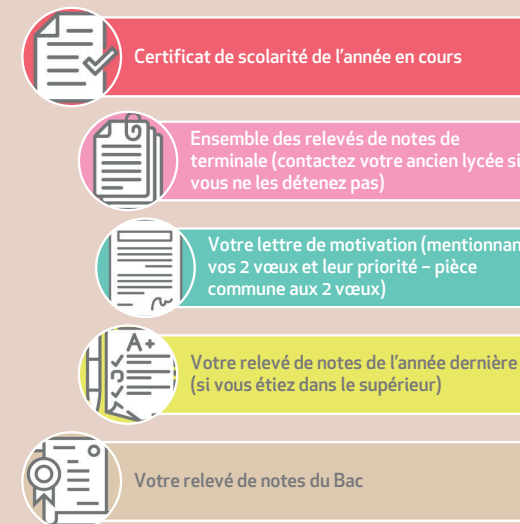 Certificat de scolarité de l'année en cours
Ensemble des relevés de notes de
terminale (contactez votre ancien lycée si
vous ne les détenez pas)
Votre lettre de motivation (mentionnan
vos 2 vœux et leur priorité – pièce
commune aux 2 vœux)
A+
Votre relevé de notes de l'année dernière
(si vous étiez dans le supérieur)
Votre relevé de notes du Bac